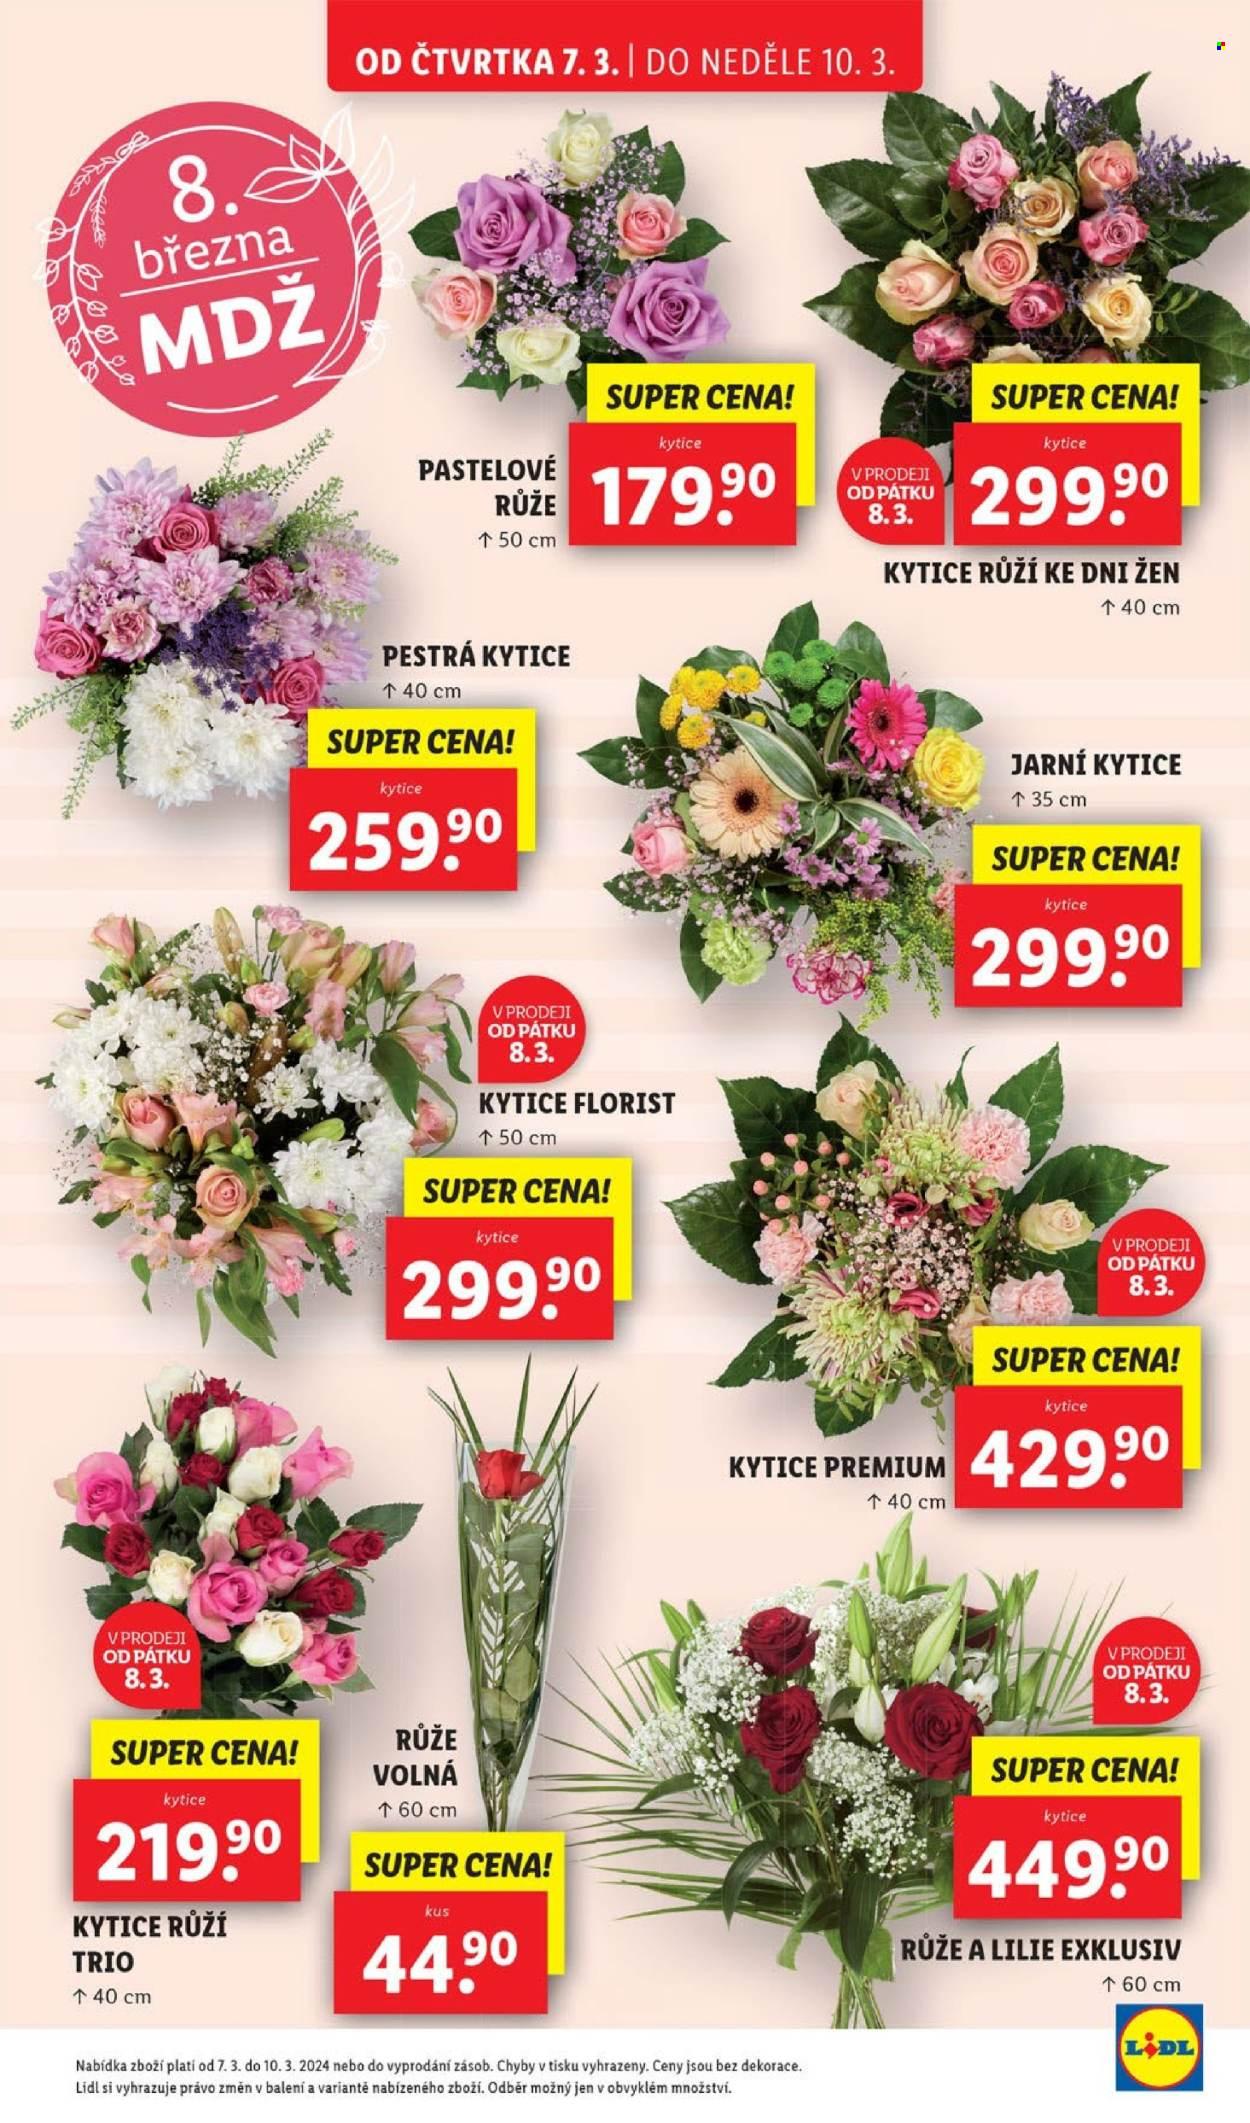 OD ČTVRTKA 7. 3. | DO NEDĚLE 10. 3.
8.
března
MDŽ
SUPER CENA!
kytice
179.90
PASTELOVÉ
RŮŽE
↑ 50 cm
SUPER CENA!
kytice
299.90
V PRODEJI
OD PÁTKU
8. 3.
KYTICE RŮŽÍ KE DNI ŽEN
↑ 40 cm
PESTRÁ KYTICE
↑ 40 cm
SUPER CENA!
kytice
259.90
JARNÍ KYTICE
↑ 35 cm
SUPER CENA!
kytice
299.90
V PRODEJI
OD PÁTKU
8. 3.
KYTICE FLORIST
↑ 50 cm
SUPER CENA!
kytice
299.90
V PRODEJI
OD PÁTKU
8. 3.
SUPER CENA!
kytice
429.90
KYTICE PREMIUM
↑ 40 cm
V PRODEJI
OD PÁTKU
8. 3.
SUPER CENA!
kytice
219.90
KYTICE RŮŽÍ
TRIO
↑ 40 cm
RŮŽE
VOLNÁ
↑ 60 cm
SUPER CENA!
kus
44.90
V PRODEJI
OD PÁTKU
8. 3.
SUPER CENA!
kytice
449.90
RŮŽE A LILIE EXKLUSIV
↑ 60 cm
LIDL
Nabídka zboží platí od 7. 3. do 10. 3. 2024 nebo do vyprodání zásob. Chyby v tisku vyhrazeny. Ceny jsou bez dekorace.
Lidl si vyhrazuje právo změn v balení a variantě nabízeného zboží. Odběr možný jen v obvyklém množství.